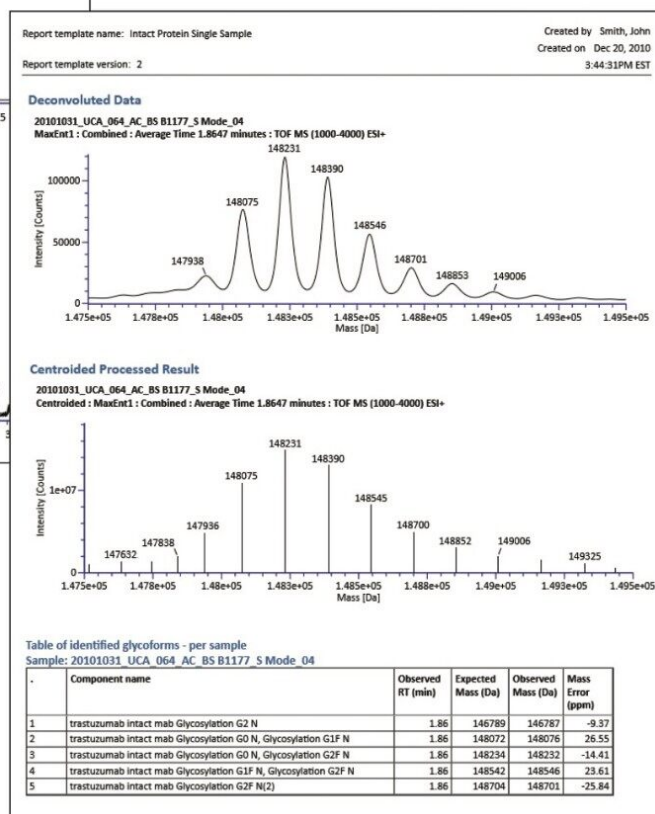 Report template name: Intact Protein Single Sample
Created by Smith, John
Created on Dec 20, 2010
Report template version: 2
3:44:31PM EST
5
Deconvoluted Data
20101031_UCA_064_AC_BS B1177_S Mode_04
MaxEnt1 : Combined : Average Time 1.8647 minutes : TOF MS (1000-4000) ESI+
148231
148390
148075
148546
147938
148701
148853
149006
Intensity [Counts]
100000
50000
0
1.475e+05 1.478e+05 1.48e+05 1.483e+05 1.485e+05 1.488e+05 1.49e+05 1.493e+05 1.495e+05
Mass [Da]
Centroided Processed Result
20101031_UCA_064_AC_BS B1177_S Mode_04
Centroided : MaxEnt1 : Combined : Average Time 1.8647 minutes : TOF MS (1000-4000) ESI+
3
148231
148390
148075
148545
147936
148700
147838
148852
149006
147632
149325
Intensity [Counts]
1e+07
0
1.475e+05 1.478e+05 1.48e+05 1.483e+05 1.485e+05 1.488e+05 1.49e+05 1.493e+05 1.495e+05
Mass [Da]
Table of identified glycoforms - per sample
Sample: 20101031_UCA_064_AC_BS B1177_S Mode_04
. Component name Observed RT (min) Expected Mass (Da) Observed Mass (Da) Mass Error (ppm)
1 trastuzumab intact mab Glycosylation G2 N 1.86 146789 146787 -9.37
2 trastuzumab intact mab Glycosylation G0 N, Glycosylation G1F N 1.86 148072 148076 26.55
3 trastuzumab intact mab Glycosylation G0 N, Glycosylation G2F N 1.86 148234 148232 -14.41
4 trastuzumab intact mab Glycosylation G1F N, Glycosylation G2F N 1.86 148542 148546 23.61
5 trastuzumab intact mab Glycosylation G2F N(2) 1.86 148704 148701 -25.84